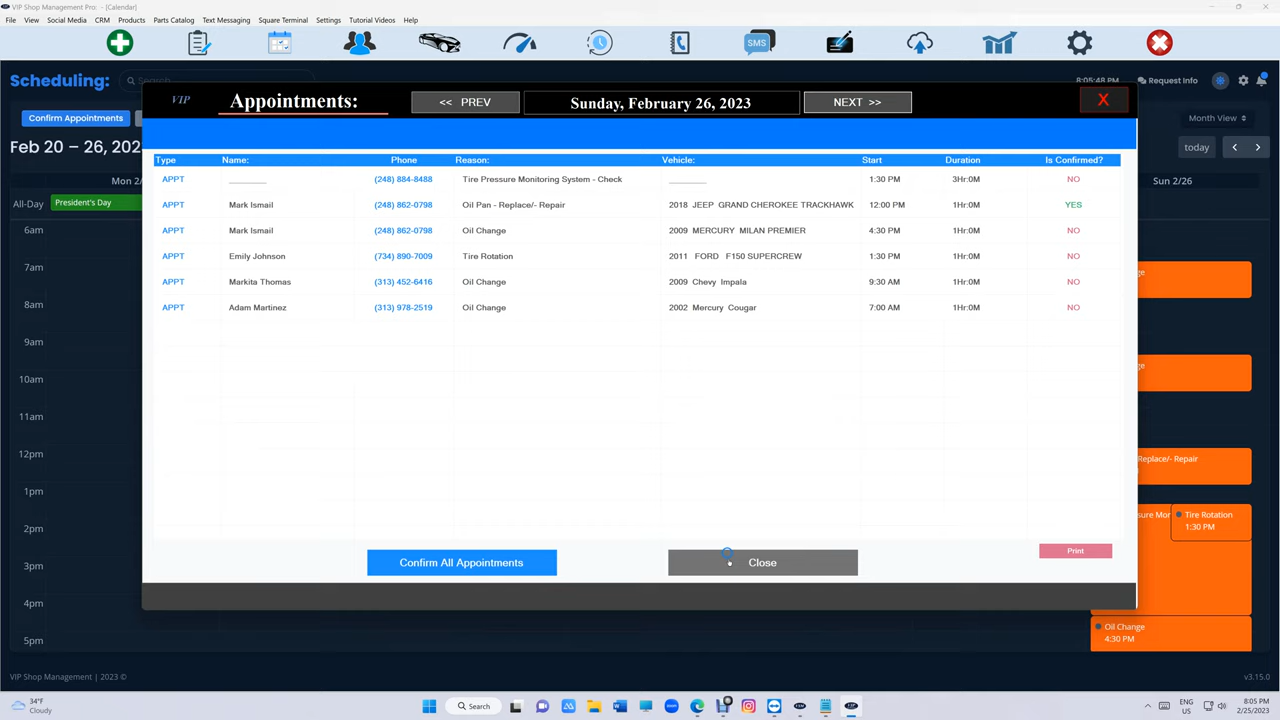 VIP Shop Management Pro: - [Calendar]
File View Social Media CRM Products Parts Catalog Text Messaging Square Terminal Settings Tutorial Videos Help
SMS
Scheduling: Search 8:05:48 PM Request Info
VIP Appointments: << PREV Sunday, February 26, 2023 NEXT >> X
Confirm Appointments Month View
Feb 20 – 26, 202 today
Mon 2/ Sun 2/26
All-Day President's Day
Type Name: Phone Reason: Vehicle: Start Duration Is Confirmed?
APPT ________ (248) 884-8488 Tire Pressure Monitoring System - Check ________ 1:30 PM 3Hr:0M NO
APPT Mark Ismail (248) 862-0798 Oil Pan - Replace/- Repair 2018 JEEP GRAND CHEROKEE TRACKHAWK 12:00 PM 1Hr:0M YES
APPT Mark Ismail (248) 862-0798 Oil Change 2009 MERCURY MILAN PREMIER 4:30 PM 1Hr:0M NO
APPT Emily Johnson (734) 890-7009 Tire Rotation 2011 FORD F150 SUPERCREW 1:30 PM 1Hr:0M NO
APPT Markita Thomas (313) 452-6416 Oil Change 2009 Chevy Impala 9:30 AM 1Hr:0M NO
APPT Adam Martinez (313) 978-2519 Oil Change 2002 Mercury Cougar 7:00 AM 1Hr:0M NO
6am
7am
8am
9am
10am
11am
12pm
1pm
2pm
3pm
4pm
5pm
ge
ge
Replace/- Repair
sure Mor Tire Rotation
1:30 PM
Oil Change
4:30 PM
Print
Confirm All Appointments Close
VIP Shop Management | 2023 © v3.15.0
34°F
Cloudy
Search
ENG
US
8:05 PM
2/25/2023